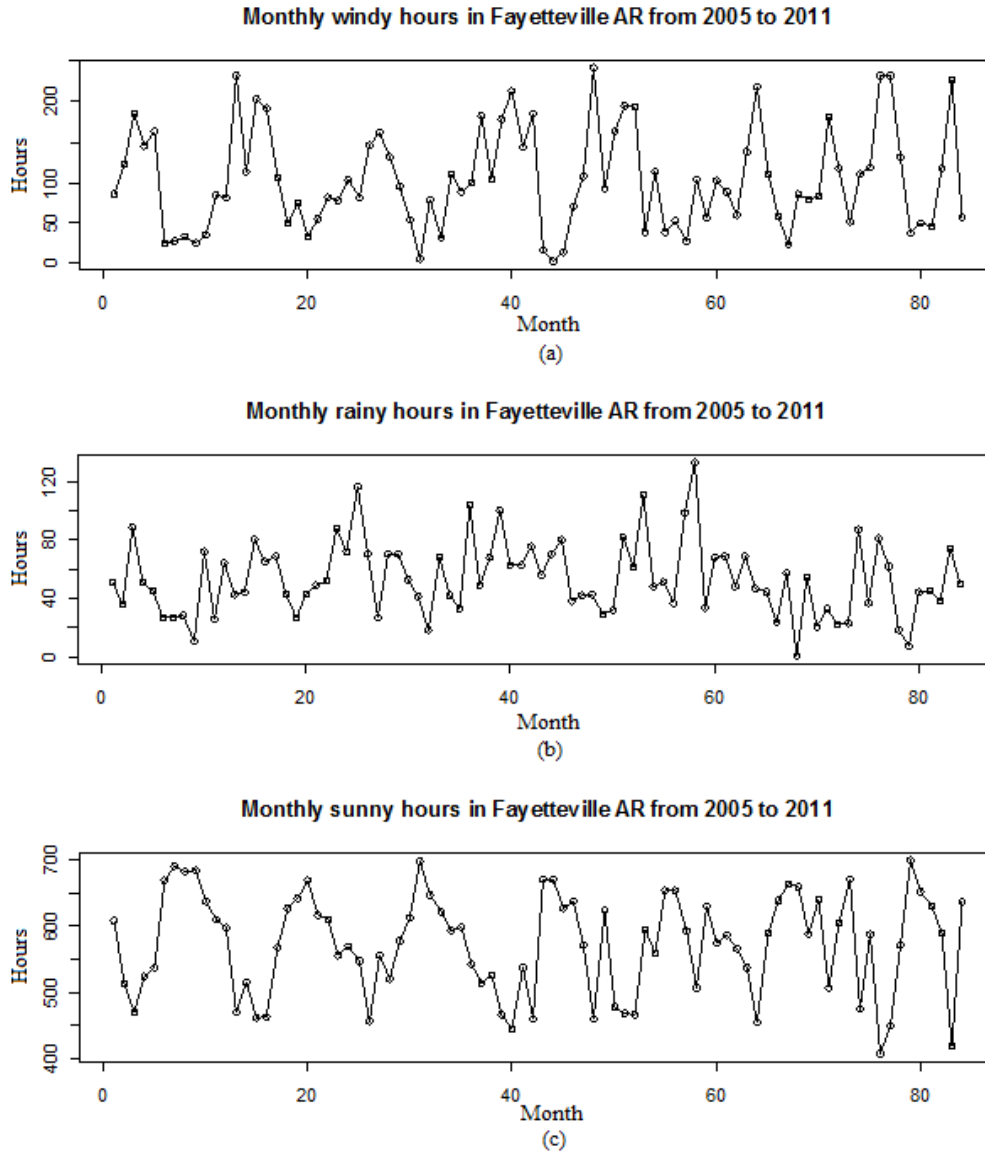 Monthly windy hours in Fayetteville AR from 2005 to 2011
Hours
200
100
50
0
0 20 40 60 80
Month
(a)
Monthly rainy hours in Fayetteville AR from 2005 to 2011
Hours
120
80
40
0
0 20 40 60 80
Month
(b)
Monthly sunny hours in Fayetteville AR from 2005 to 2011
Hours
700
600
500
400
0 20 40 60 80
Month
(c)